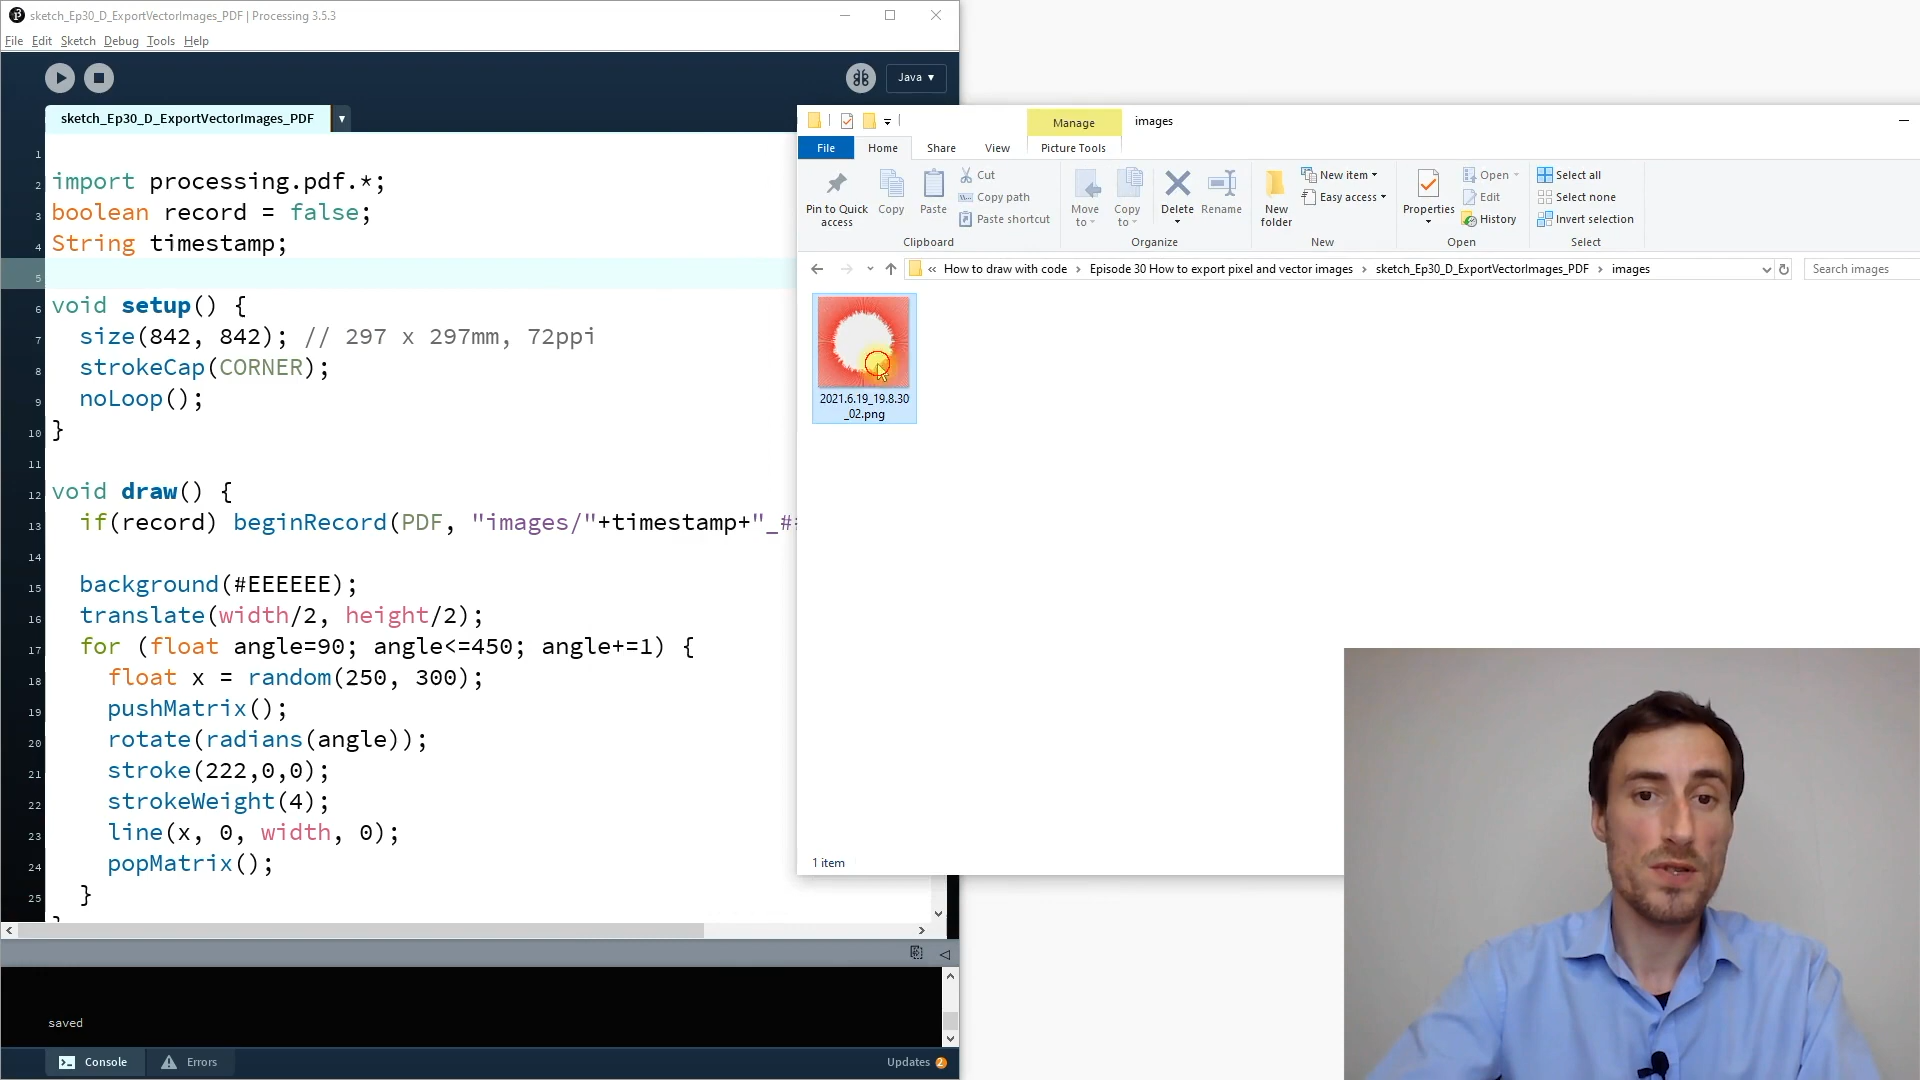 sketch_Ep30_D_ExportVectorImages_PDF | Processing 3.5.3
File Edit Sketch Debug Tools Help
Java ▾
sketch_Ep30_D_ExportVectorImages_PDF
1
2 import processing.pdf.*;
3 boolean record = false;
4 String timestamp;
5
6 void setup() {
7 size(842, 842); // 297 x 297mm, 72ppi
8 strokeCap(CORNER);
9 noLoop();
10 }
11
12 void draw() {
13 if(record) beginRecord(PDF, "images/"+timestamp+"_#
14
15 background(#EEEEEE);
16 translate(width/2, height/2);
17 for (float angle=90; angle<=450; angle+=1) {
18 float x = random(250, 300);
19 pushMatrix();
20 rotate(radians(angle));
21 stroke(222,0,0);
22 strokeWeight(4);
23 line(x, 0, width, 0);
24 popMatrix();
25 }
saved
Console Errors
Updates 2
Manage images
File Home Share View Picture Tools
Pin to Quick access
Copy
Paste
Cut
Copy path
Paste shortcut
Clipboard
Move to
Copy to
Delete
Rename
Organize
New folder
New item
Easy access
New
Properties
Open
Edit
History
Open
Select all
Select none
Invert selection
Select
« How to draw with code › Episode 30 How to export pixel and vector images › sketch_Ep30_D_ExportVectorImages_PDF › images
Search images
2021.6.19_19.8.30
_02.png
1 item